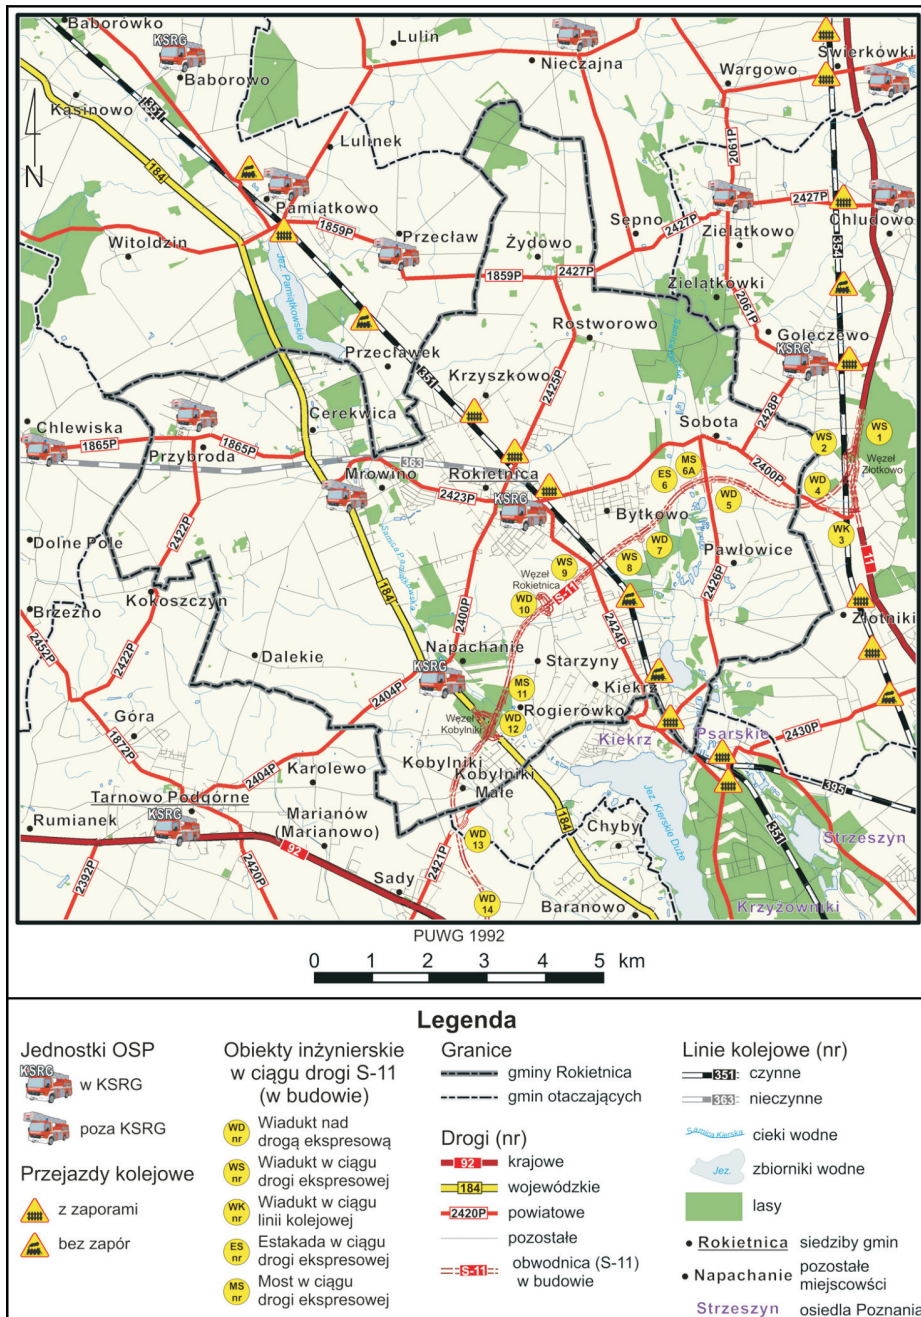 Baborówko
KSRG
Baborowo
Lulin
Nieczajna
Wargowo
Świerkówki
Kąsinowo
351
184
N
Lulinek
2061P
Pamiątkowo
2427P
2427P
Chludowo
Witoldzin
1859P
Przecław
Żydowo
Sepno
2427P
Zielątkowo
354
Jez. Pamiątkowskie
1859P
2427P
Zielątkówki
2061P
Rostworowo
Golęczewo
KSRG
Przecławek
351
Krzyszkowo
2425P
2428P
Chlewiska
1865P
1865P
Przybroda
Cerekwica
Sobota
WS
1
WS
2
Węzeł
Złotkowo
363
Mrowino
Rokietnica
2423P
KSRG
ES
6
MS
6A
2400P
WD
4
WD
5
2422P
Bytkowo
WK
3
Dolne Pole
WD
7
Pawłowice
11
WS
9
WS
8
Węzeł
Rokietnica
S-11
2426P
Kokoszczyn
Brzeźno
184
2400P
WD
10
2424P
Złotniki
2452P
2422P
Dalekie
Napachanie
KSRG
Starzyny
2404P
MS
11
Kiekrz
Góra
Rogierówko
Węzeł
Kobylniki
WD
12
Kiekrz
Psarskie
2430P
1872P
2404P
Karolewo
Kobylniki
Kobylniki
Małe
395
Tarnowo Podgórne
KSRG
Rumianek
Marianów
(Marianowo)
Jez. Kierskie Duże
184
Chyby
351
Strzeszyn
92
WD
13
2392P
2420P
2421P
Sady
WD
14
Baranowo
Krzyżowniki
PUWG 1992
0 1 2 3 4 5 km
Legenda
Jednostki OSP
KSRG
w KSRG
poza KSRG
Przejazdy kolejowe
z zaporami
bez zapór
Obiekty inżynierskie
w ciągu drogi S-11
(w budowie)
WD
nr
Wiadukt nad
drogą ekspresową
WS
nr
Wiadukt w ciągu
drogi ekspresowej
WK
nr
Wiadukt w ciągu
linii kolejowej
ES
nr
Estakada w ciągu
drogi ekspresowej
MS
nr
Most w ciągu
drogi ekspresowej
Granice
gminy Rokietnica
gmin otaczających
Drogi (nr)
92 krajowe
184 wojewódzkie
2420P powiatowe
pozostałe
S-11 obwodnica (S-11)
w budowie
Linie kolejowe (nr)
351 czynne
363 nieczynne
Samica Kierska cieki wodne
Jez. zbiorniki wodne
lasy
Rokietnica siedziby gmin
Napachanie pozostałe
miejscowści
Strzeszyn osiedla Poznania